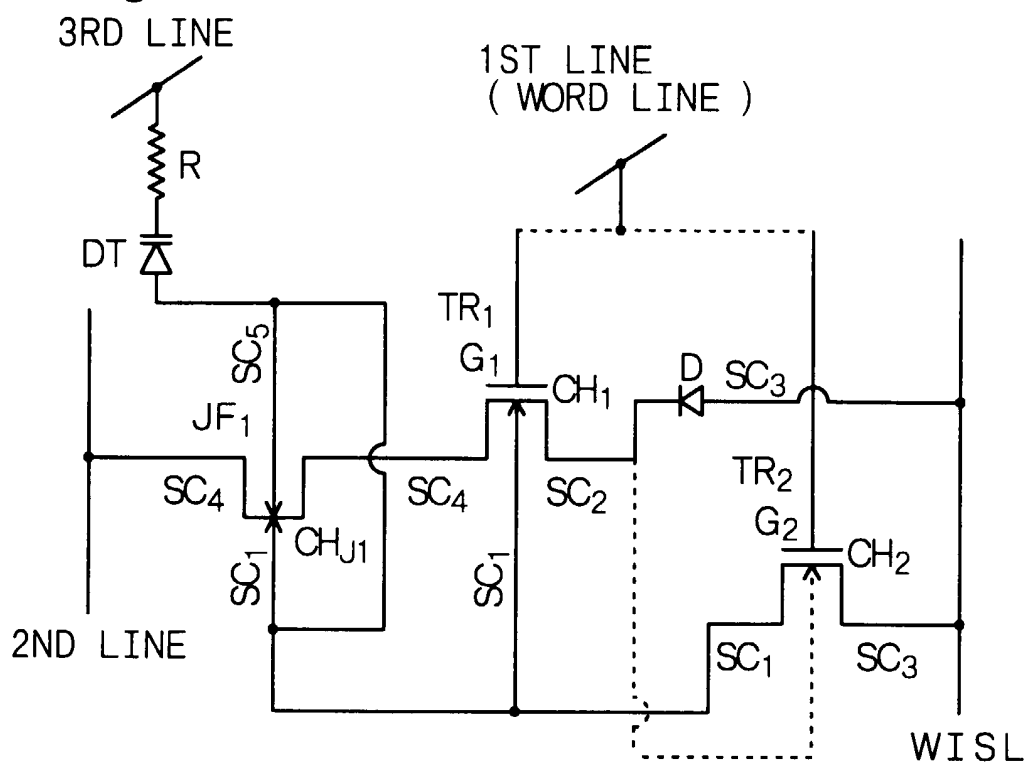 3RD LINE
1ST LINE
( WORD LINE )
R
DT
TR1
SC5
G1
CH1
D
SC3
JF1
SC4
SC4
SC2
TR2
G2
CH2
CHJ1
SC1
SC1
2ND LINE
SC1
SC3
WISL